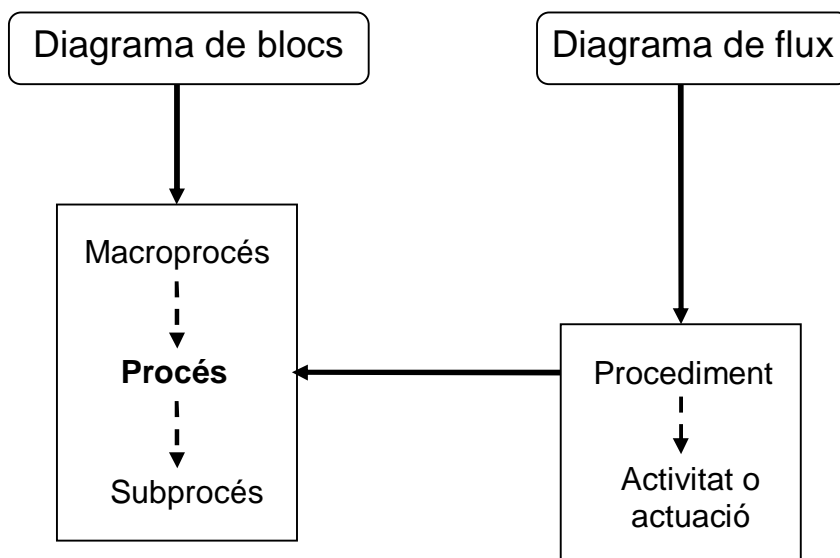 Diagrama de blocs
Diagrama de flux
Macroprocés
Procés
Subprocés
Procediment
Activitat o
actuació